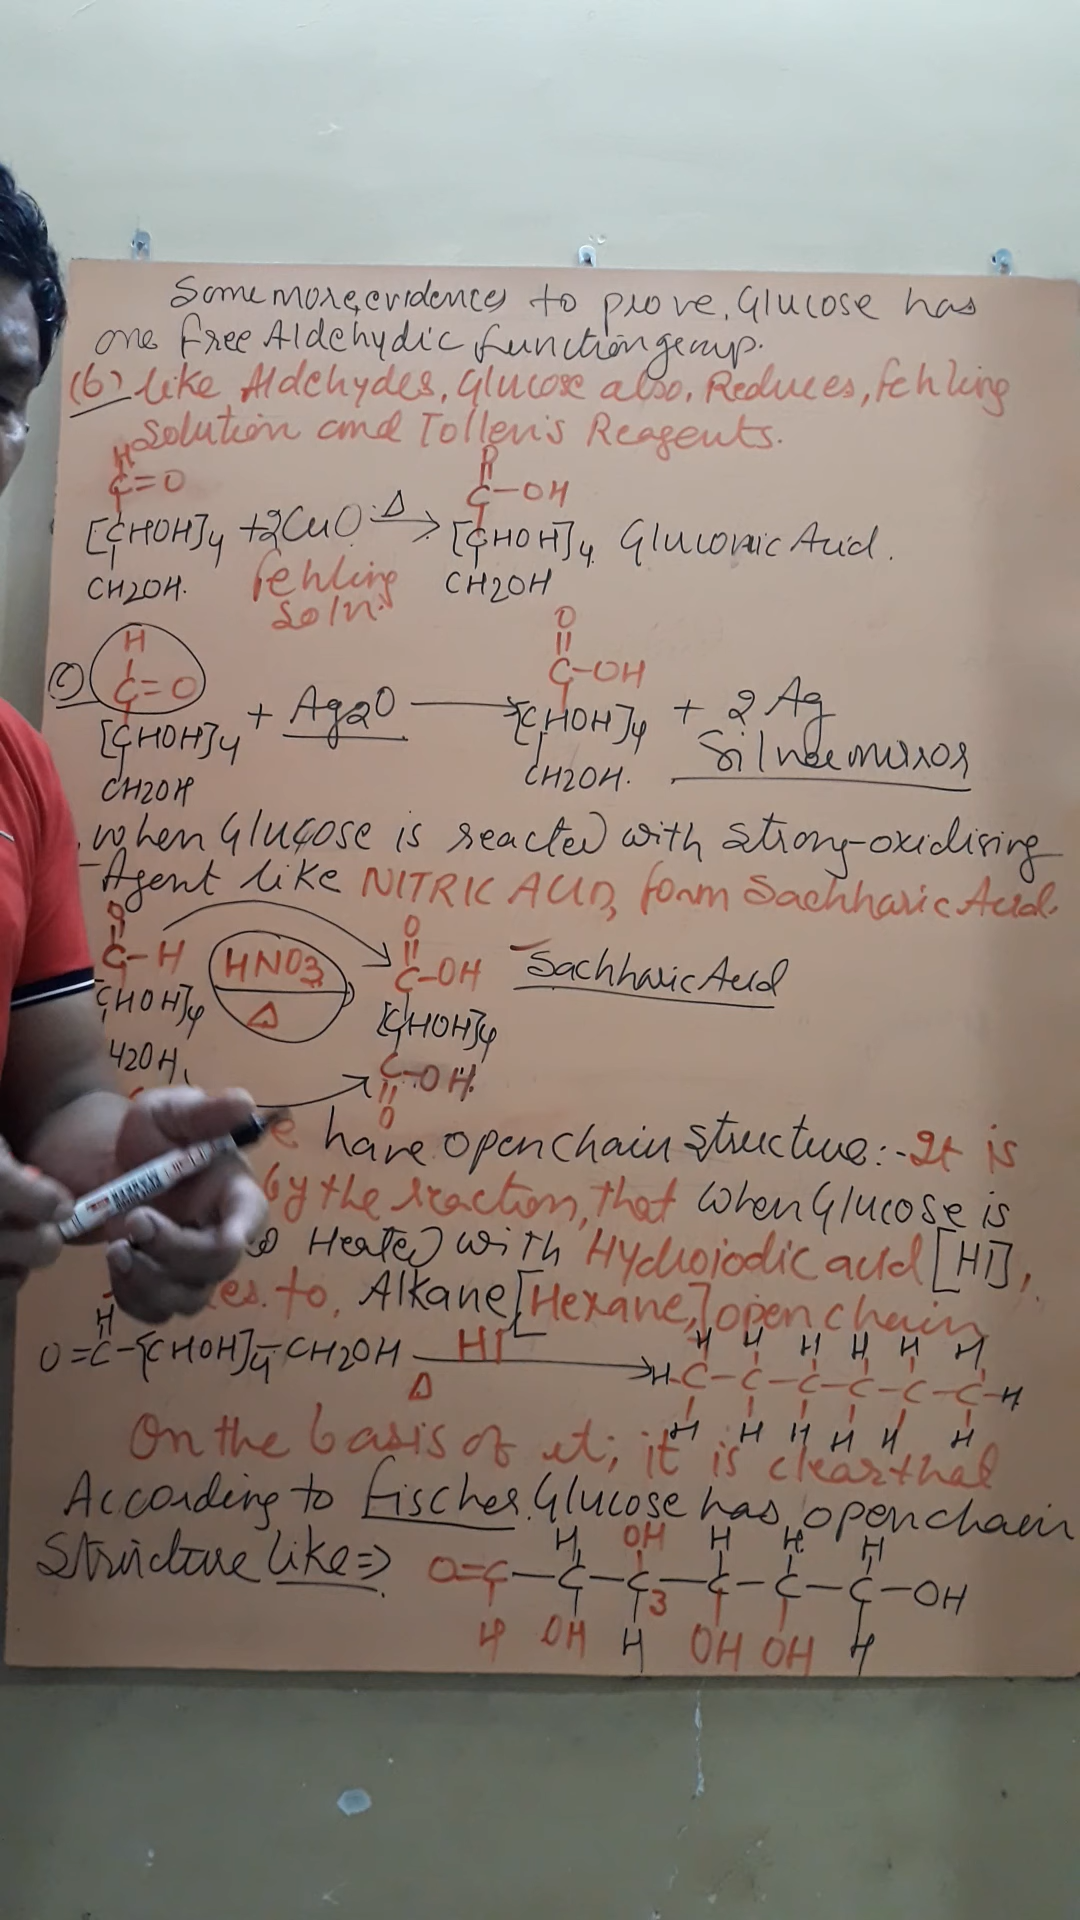 Some more, evidences to prove, Glucose has
one free Aldehydic function group.
(b) like Aldehydes, Glucose also, Reduces, fehling
Solution and Tollen's Reagents.
H
C=O
[CHOH]4 + 2CuO Δ → [CHOH]4 Gluconic Acid.
C-OH
CH2OH. fehling CH2OH
Soln.
(c) H
C=O
[CHOH]4 + Ag2O → [CHOH]4 + 2Ag
O
C-OH
CH2OH CH2OH. Silver mirror
When Glucose is reacted with strong-oxidising
Agent like NITRIC ACID, form Sachharic Acid.
O
C-H HNO3 C-OH Sachharic Acid
O
CHOH]4 Δ [CHOH]4
H2OH C-OH
O
have open chain structure:- It is
by the reaction, that when Glucose is
Heated with Hydroiodic acid [HI],
to, Alkane [Hexane,] open chain
H H H H H H H
O=C-[CHOH]4-CH2OH HI → H-C-C-C-C-C-C-H
Δ H H H H H H
On the basis of it; it is clear that
According to Fischer Glucose has open chain
Structure like ⇒
H OH H H H
O=C-C-C3-C-C-C-OH
H OH H OH OH H